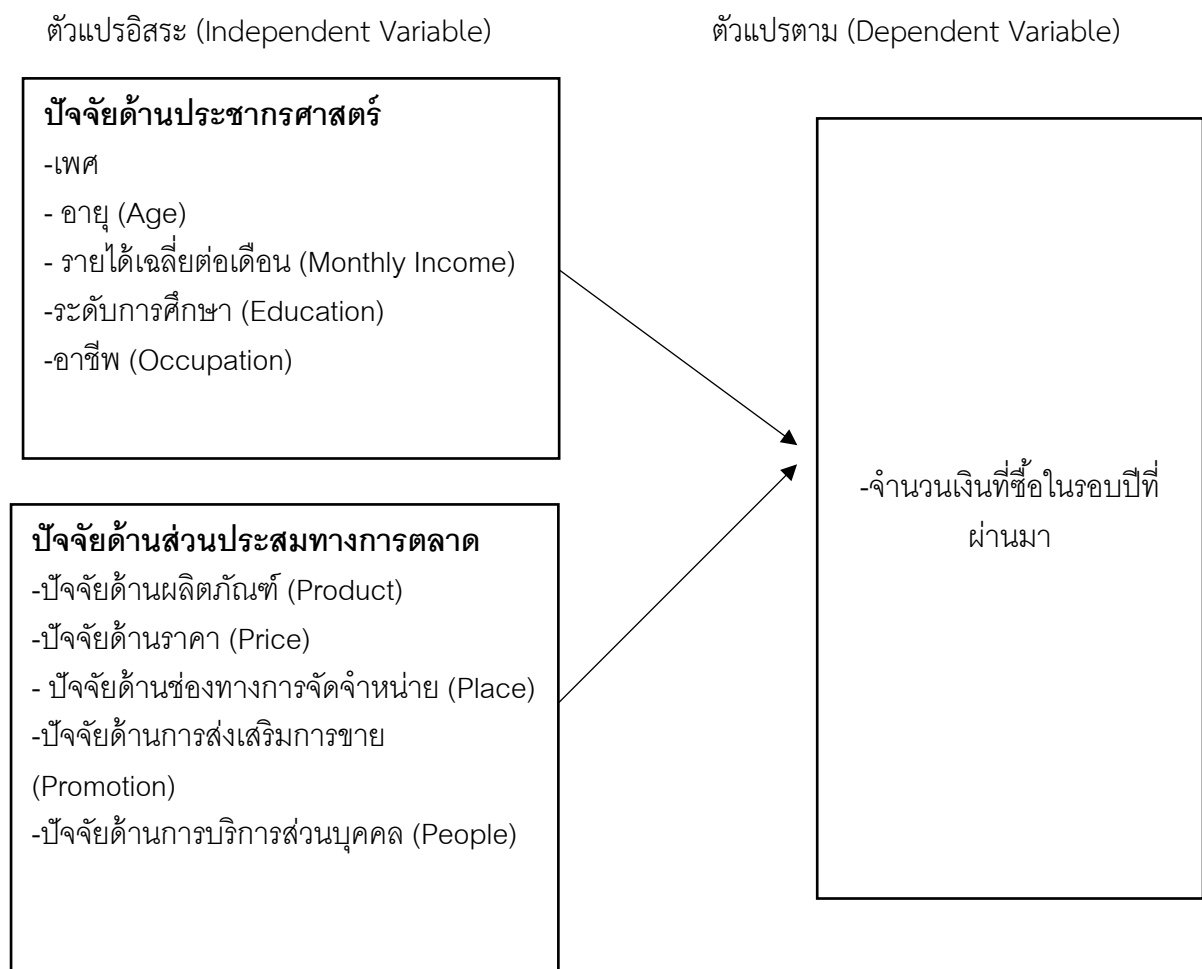 ตัวแปรอิสระ (Independent Variable)
ตัวแปรตาม (Dependent Variable)
ปัจจัยด้านประชากรศาสตร์
-เพศ
- อายุ (Age)
- รายได้เฉลี่ยต่อเดือน (Monthly Income)
-ระดับการศึกษา (Education)
-อาชีพ (Occupation)
ปัจจัยด้านส่วนประสมทางการตลาด
-ปัจจัยด้านผลิตภัณฑ์ (Product)
-ปัจจัยด้านราคา (Price)
- ปัจจัยด้านช่องทางการจัดจำหน่าย (Place)
-ปัจจัยด้านการส่งเสริมการขาย
(Promotion)
-ปัจจัยด้านการบริการส่วนบุคคล (People)
-จำนวนเงินที่ซื้อในรอบปีที่
ผ่านมา